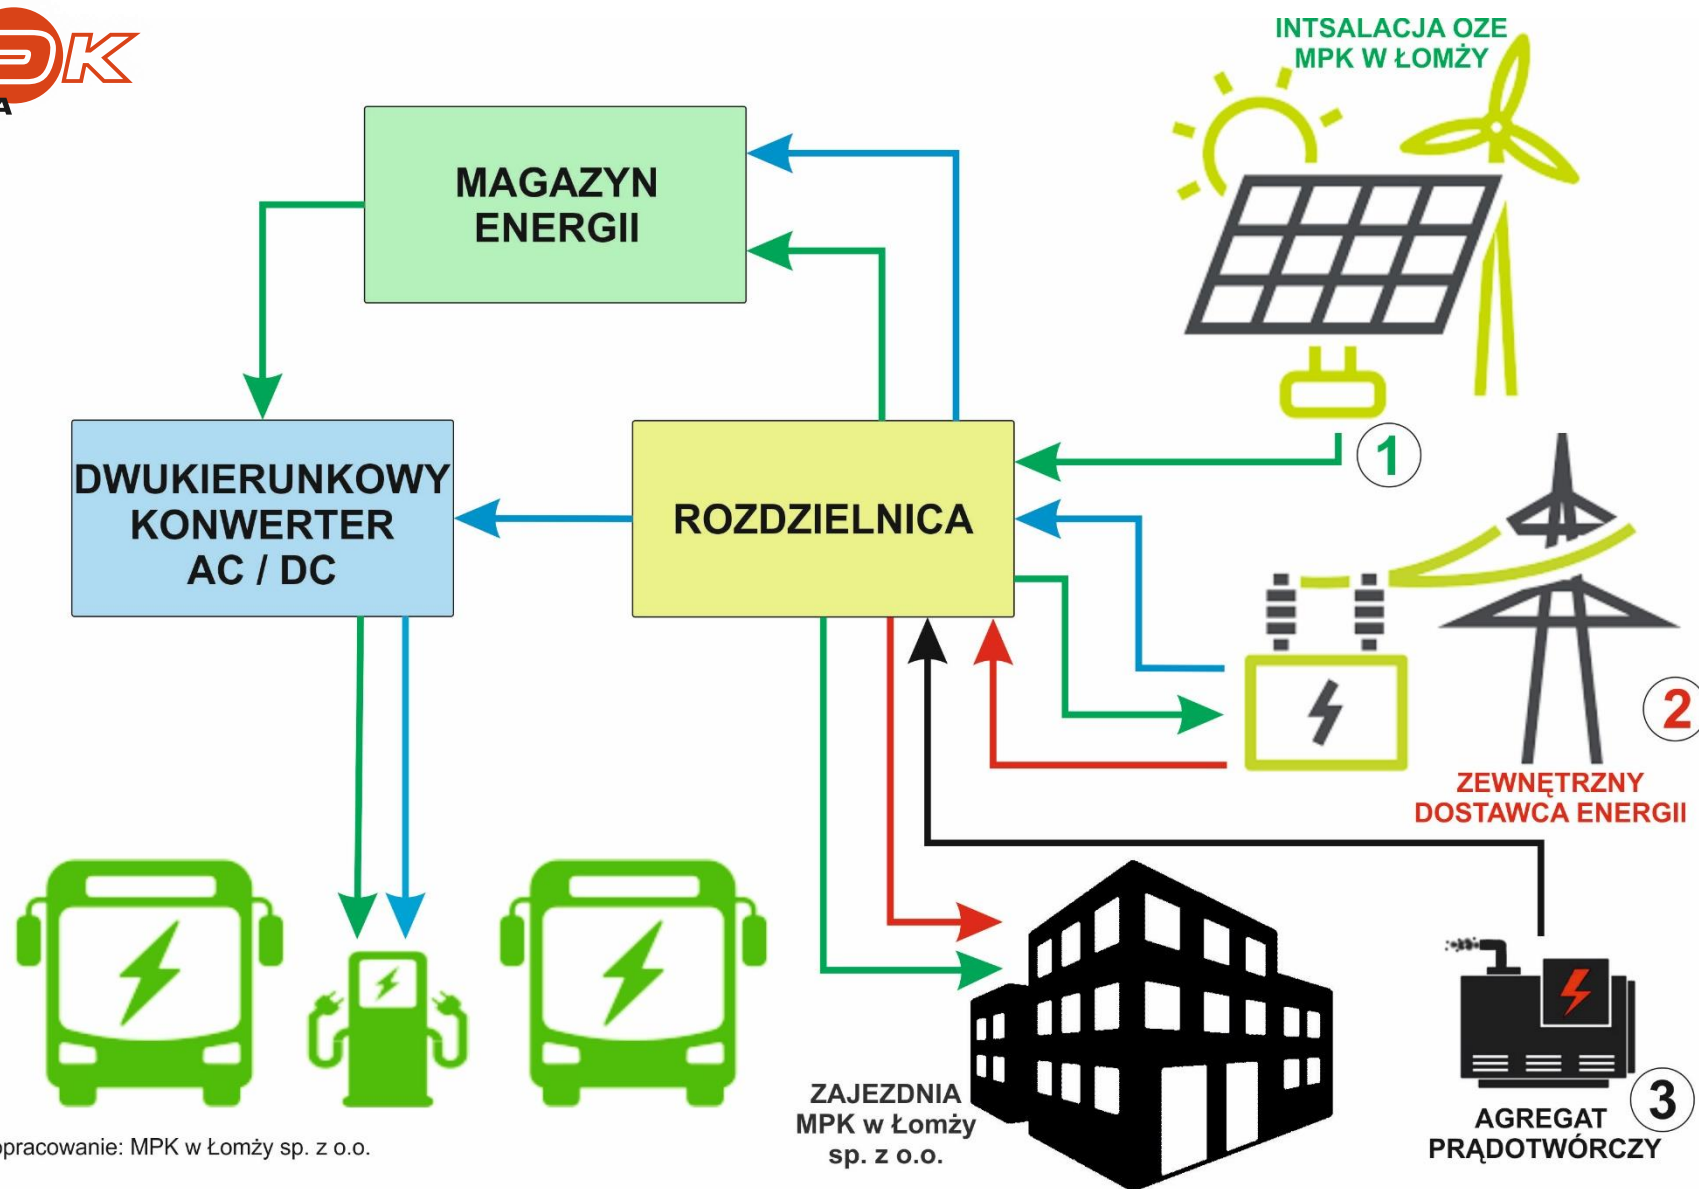 INTSALACJA OZE
MPK W ŁOMŻY
MAGAZYN
ENERGII
1
DWUKIERUNKOWY
KONWERTER
AC / DC
ROZDZIELNICA
2
ZEWNĘTRZNY
DOSTAWCA ENERGII
ZAJEZDNIA
MPK w Łomży
sp. z o.o.
3
AGREGAT
PRĄDOTWÓRCZY
opracowanie: MPK w Łomży sp. z o.o.